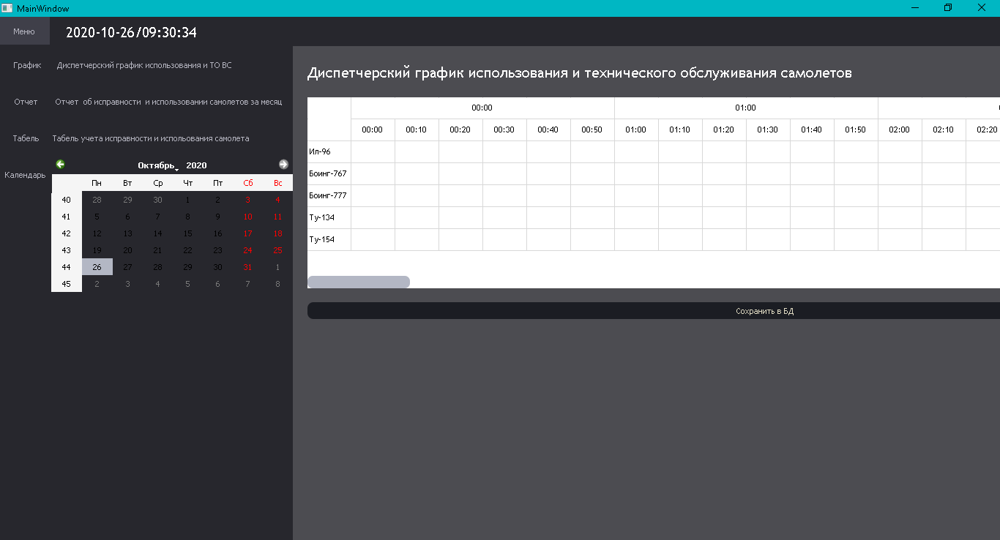 MainWindow
Меню 2020-10-26/09:30:34
График Диспетчерский график использования и ТО ВС
Отчет Отчет об исправности и использовании самолетов за месяц
Табель Табель учета исправности и испольования самолета
Календарь
Октябрь 2020
Пн Вт Ср Чт Пт Сб Вс
40 28 29 30 1 2 3 4
41 5 6 7 8 9 10 11
42 12 13 14 15 16 17 18
43 19 20 21 22 23 24 25
44 26 27 28 29 30 31 1
45 2 3 4 5 6 7 8
Диспетчерский график использования и технического обслуживания самолетов
00:00 01:00
00:00 00:10 00:20 00:30 00:40 00:50 01:00 01:10 01:20 01:30 01:40 01:50 02:00 02:10 02:20
Ил-96
Боинг-767
Боинг-777
Ту-134
Ту-154
Сохранить в БД